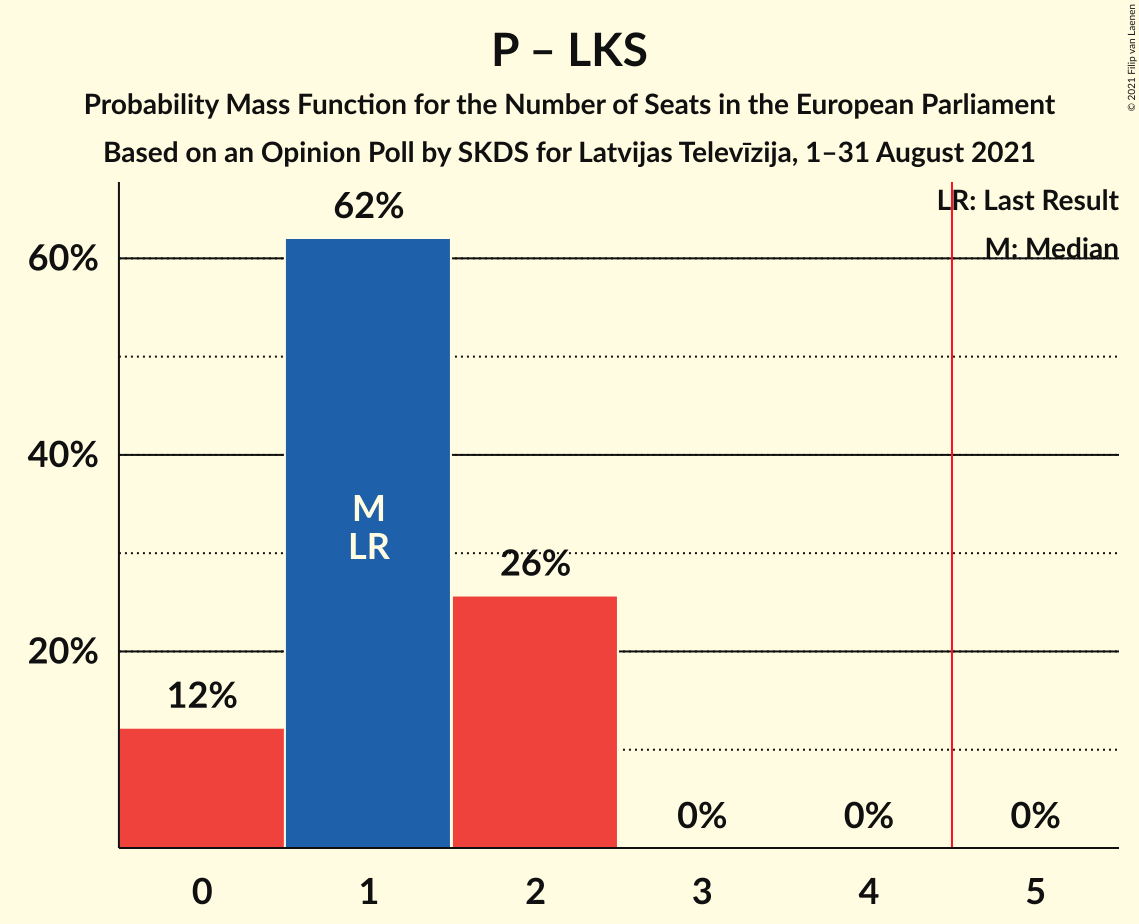 P – LKS
Probability Mass Function for the Number of Seats in the European Parliament
Based on an Opinion Poll by SKDS for Latvijas Televīzija, 1–31 August 2021
© 2021 Filip van Laenen
LR: Last Result
M: Median
60%
40%
20%
62%
M
LR
26%
12%
0%
0%
0%
0
1
2
3
4
5